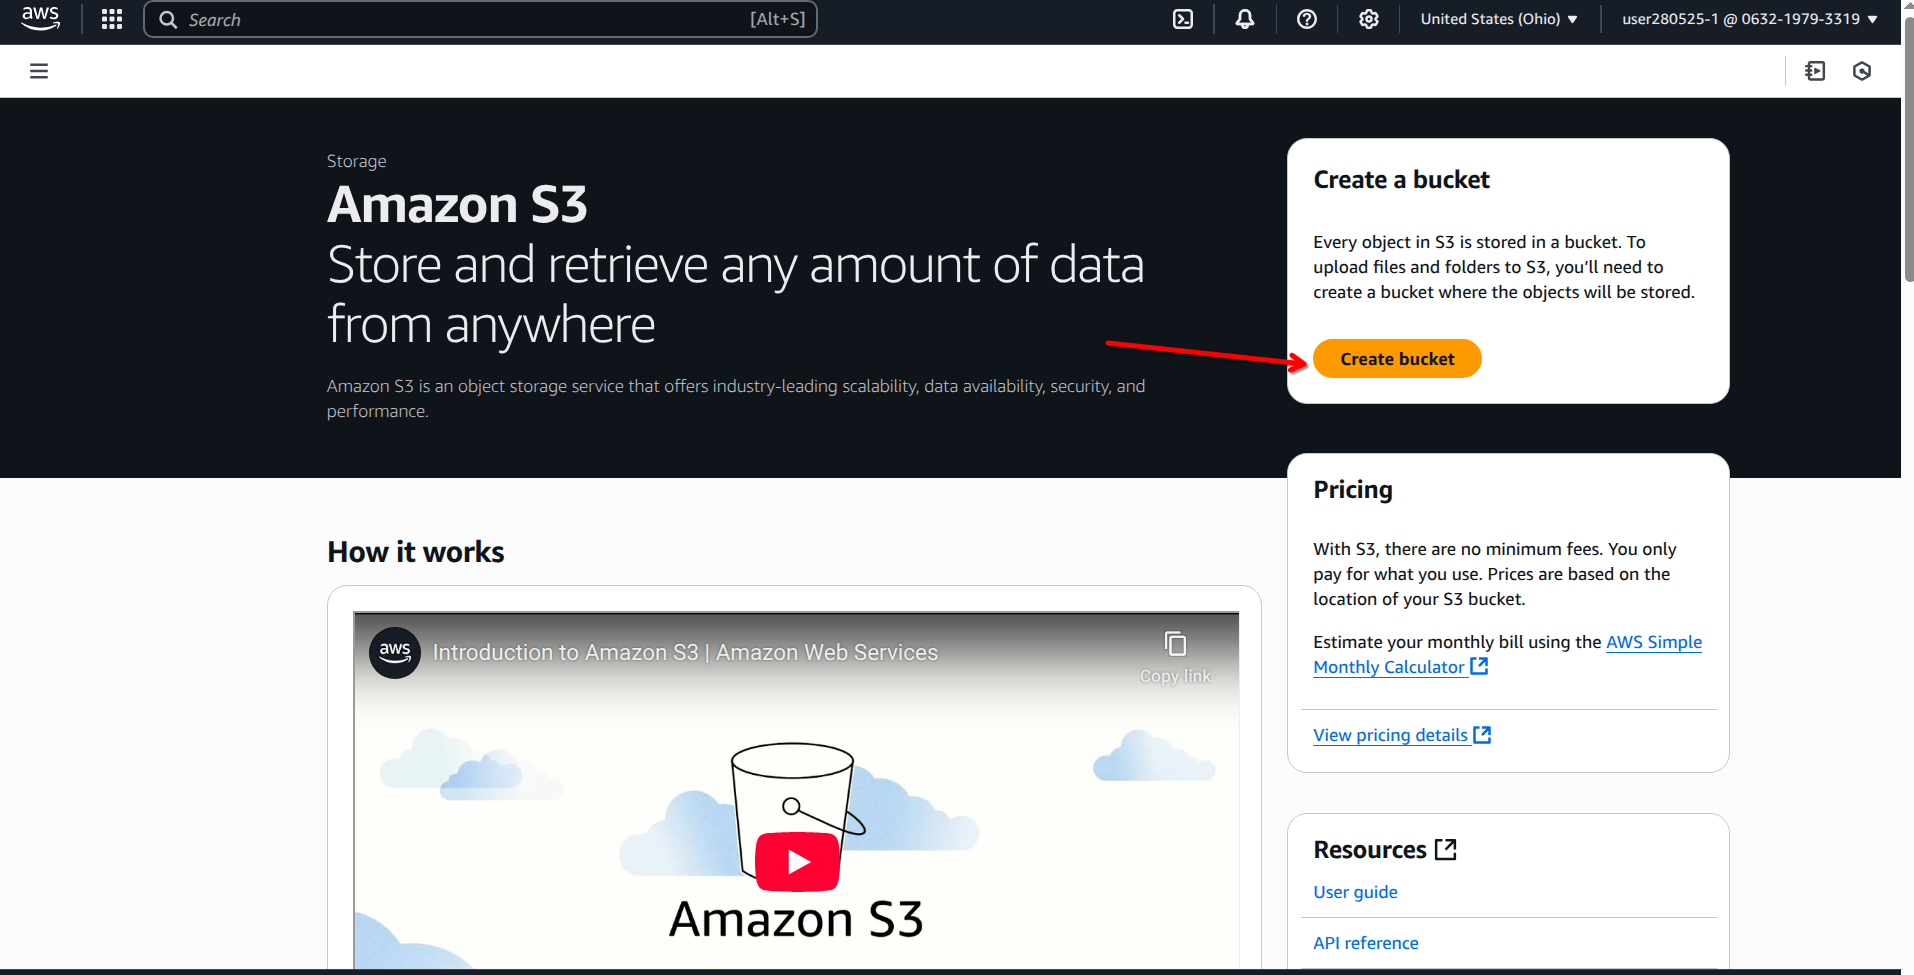 aws
Search
[Alt+S]
United States (Ohio)
user280525-1 @ 0632-1979-3319
Storage
Amazon S3
Store and retrieve any amount of data
from anywhere
Amazon S3 is an object storage service that offers industry-leading scalability, data availability, security, and
performance.
Create a bucket
Every object in S3 is stored in a bucket. To
upload files and folders to S3, you’ll need to
create a bucket where the objects will be stored.
Create bucket
How it works
aws
Introduction to Amazon S3 | Amazon Web Services
Copy link
Amazon S3
Pricing
With S3, there are no minimum fees. You only
pay for what you use. Prices are based on the
location of your S3 bucket.
Estimate your monthly bill using the AWS Simple
Monthly Calculator
View pricing details
Resources
User guide
API reference